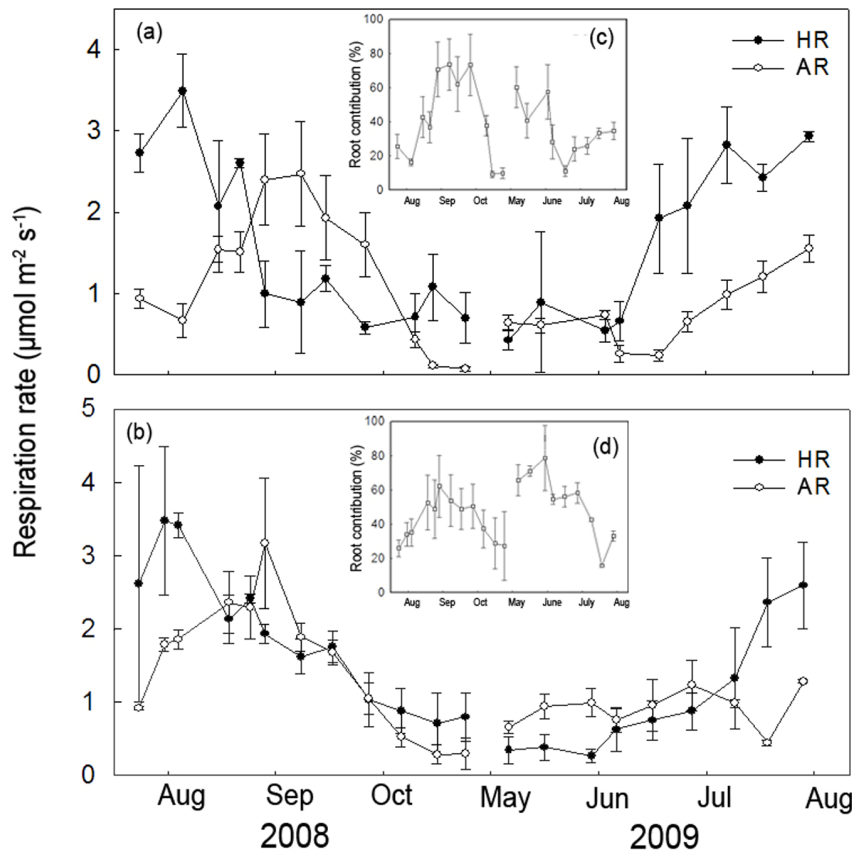 (a)
HR
AR
4
3
2
1
0
(c)
Root contribution (%)
100
80
60
40
20
0
Aug Sep Oct May June July Aug
Respiration rate (μmol m⁻² s⁻¹)
(b)
HR
AR
5
4
3
2
1
0
(d)
Root contribution (%)
100
80
60
40
20
0
Aug Sep Oct May June July Aug
Aug Sep Oct May Jun Jul Aug
2008 2009